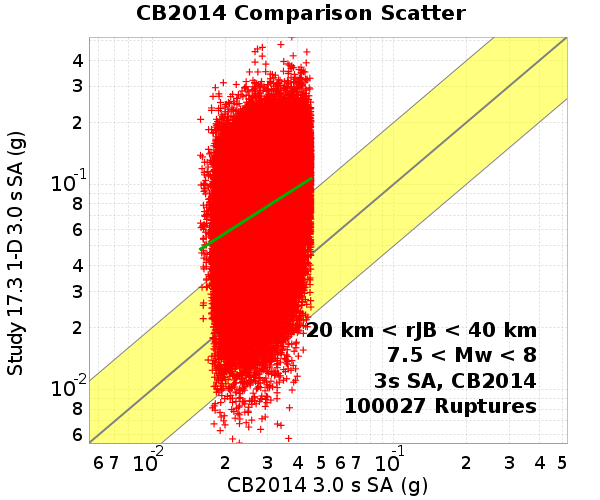 CB2014 Comparison Scatter
Study 17.3 1-D 3.0 s SA (g)
4
3
2
10-1
8
6
4
3
2
10-2
8
6
20 km < rJB < 40 km
7.5 < Mw < 8
3s SA, CB2014
100027 Ruptures
6 7 10-2 2 3 4 5 6 7 10-1 2 3 4 5
CB2014 3.0 s SA (g)